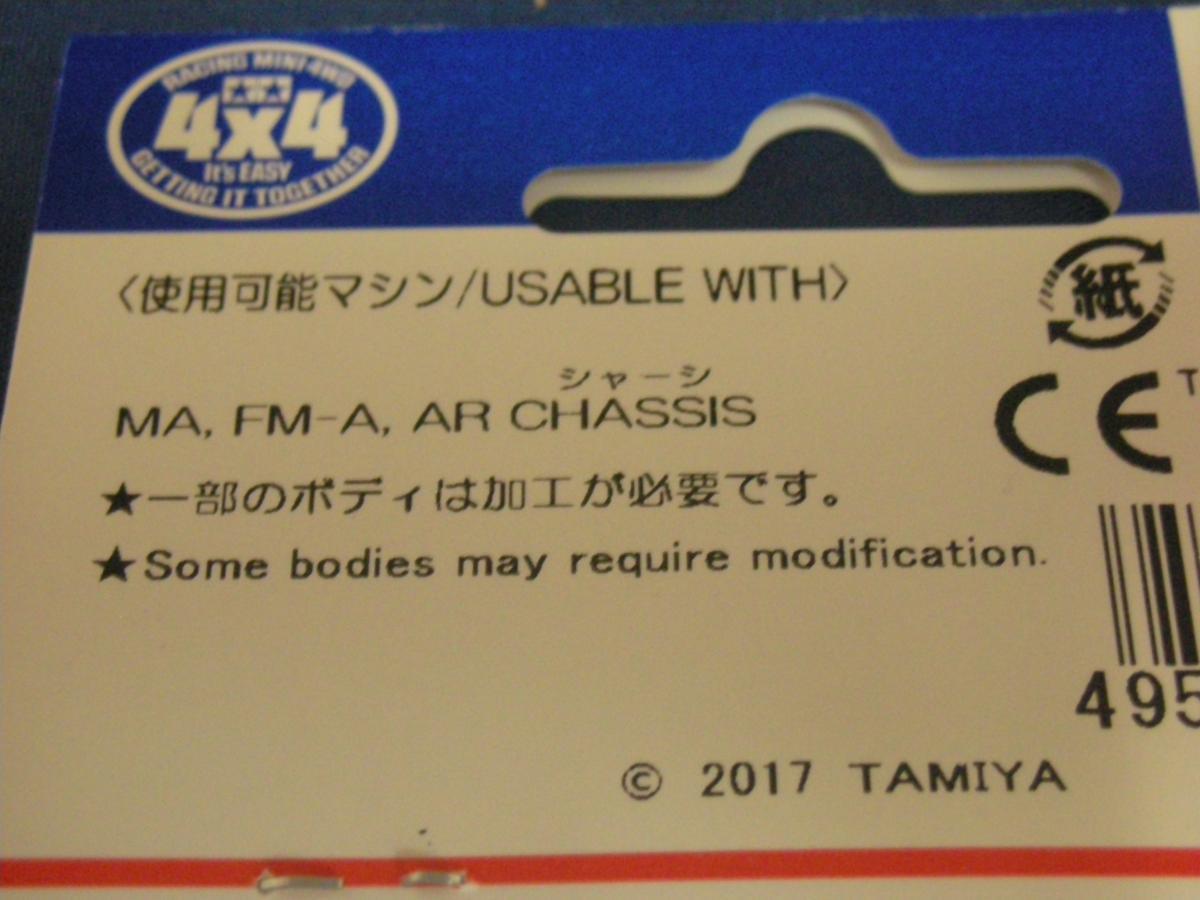 RACING MINI 4WD
4x4
It's EASY
GETTING IT TOGETHER
〈使用可能マシン/USABLE WITH〉
紙
シャーシ
MA, FM-A, AR CHASSIS
CE
T
★一部のボディは加工が必要です。
★Some bodies may require modification.
495
© 2017 TAMIYA